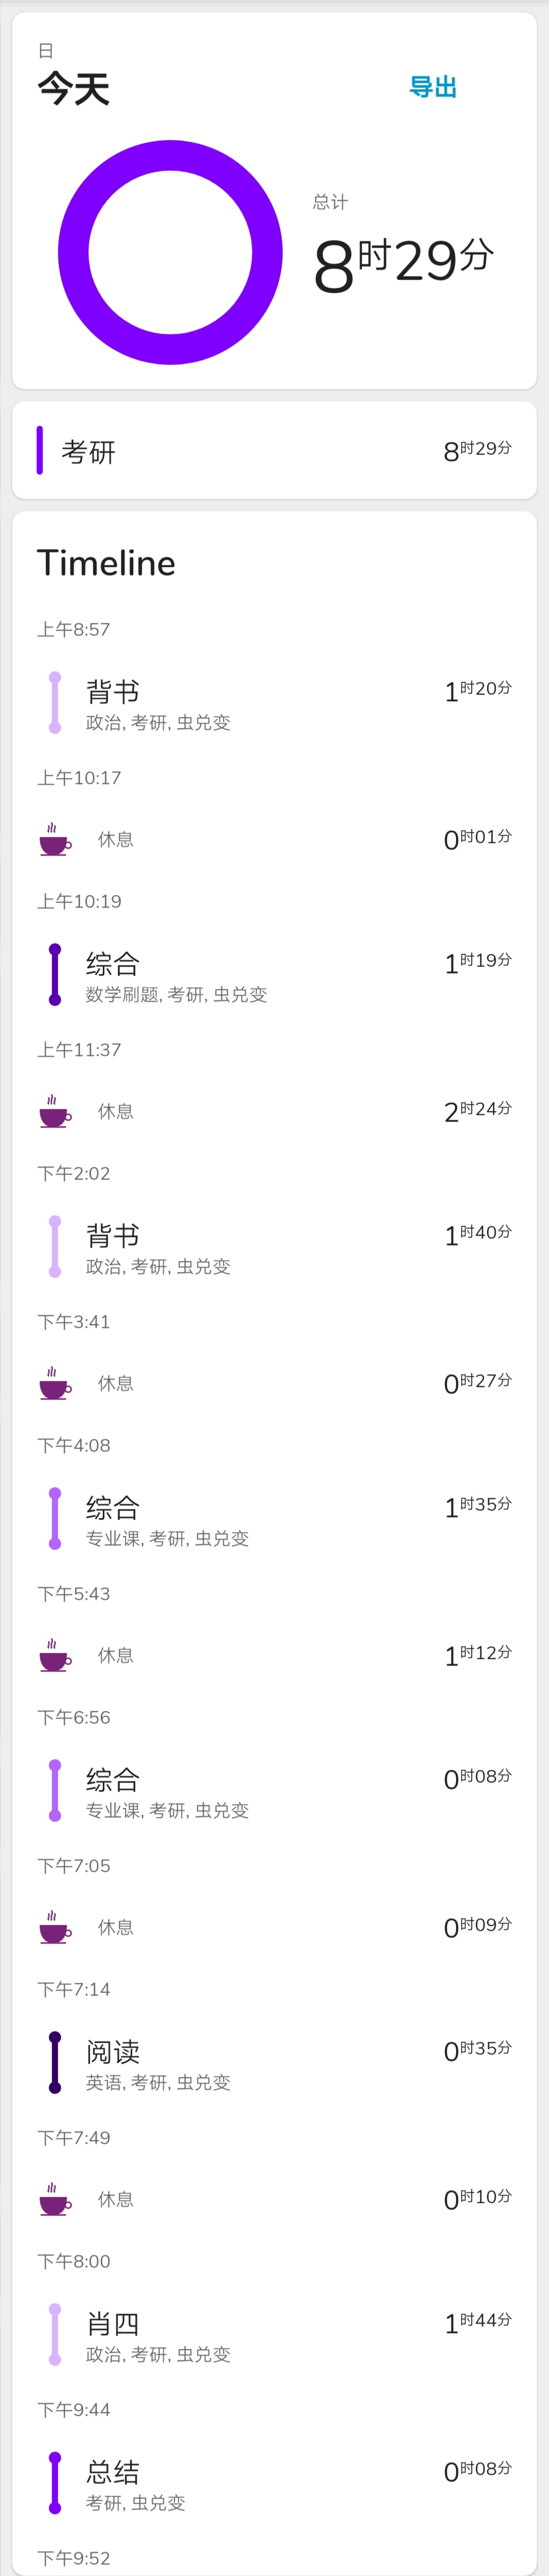 日
今天
导出
总计
8时29分
考研
8时29分
Timeline
上午8:57
背书
1时20分
政治, 考研, 虫兑变
上午10:17
休息
0时01分
上午10:19
综合
1时19分
数学刷题, 考研, 虫兑变
上午11:37
休息
2时24分
下午2:02
背书
1时40分
政治, 考研, 虫兑变
下午3:41
休息
0时27分
下午4:08
综合
1时35分
专业课, 考研, 虫兑变
下午5:43
休息
1时12分
下午6:56
综合
0时08分
专业课, 考研, 虫兑变
下午7:05
休息
0时09分
下午7:14
阅读
0时35分
英语, 考研, 虫兑变
下午7:49
休息
0时10分
下午8:00
肖四
1时44分
政治, 考研, 虫兑变
下午9:44
总结
0时08分
考研, 虫兑变
下午9:52